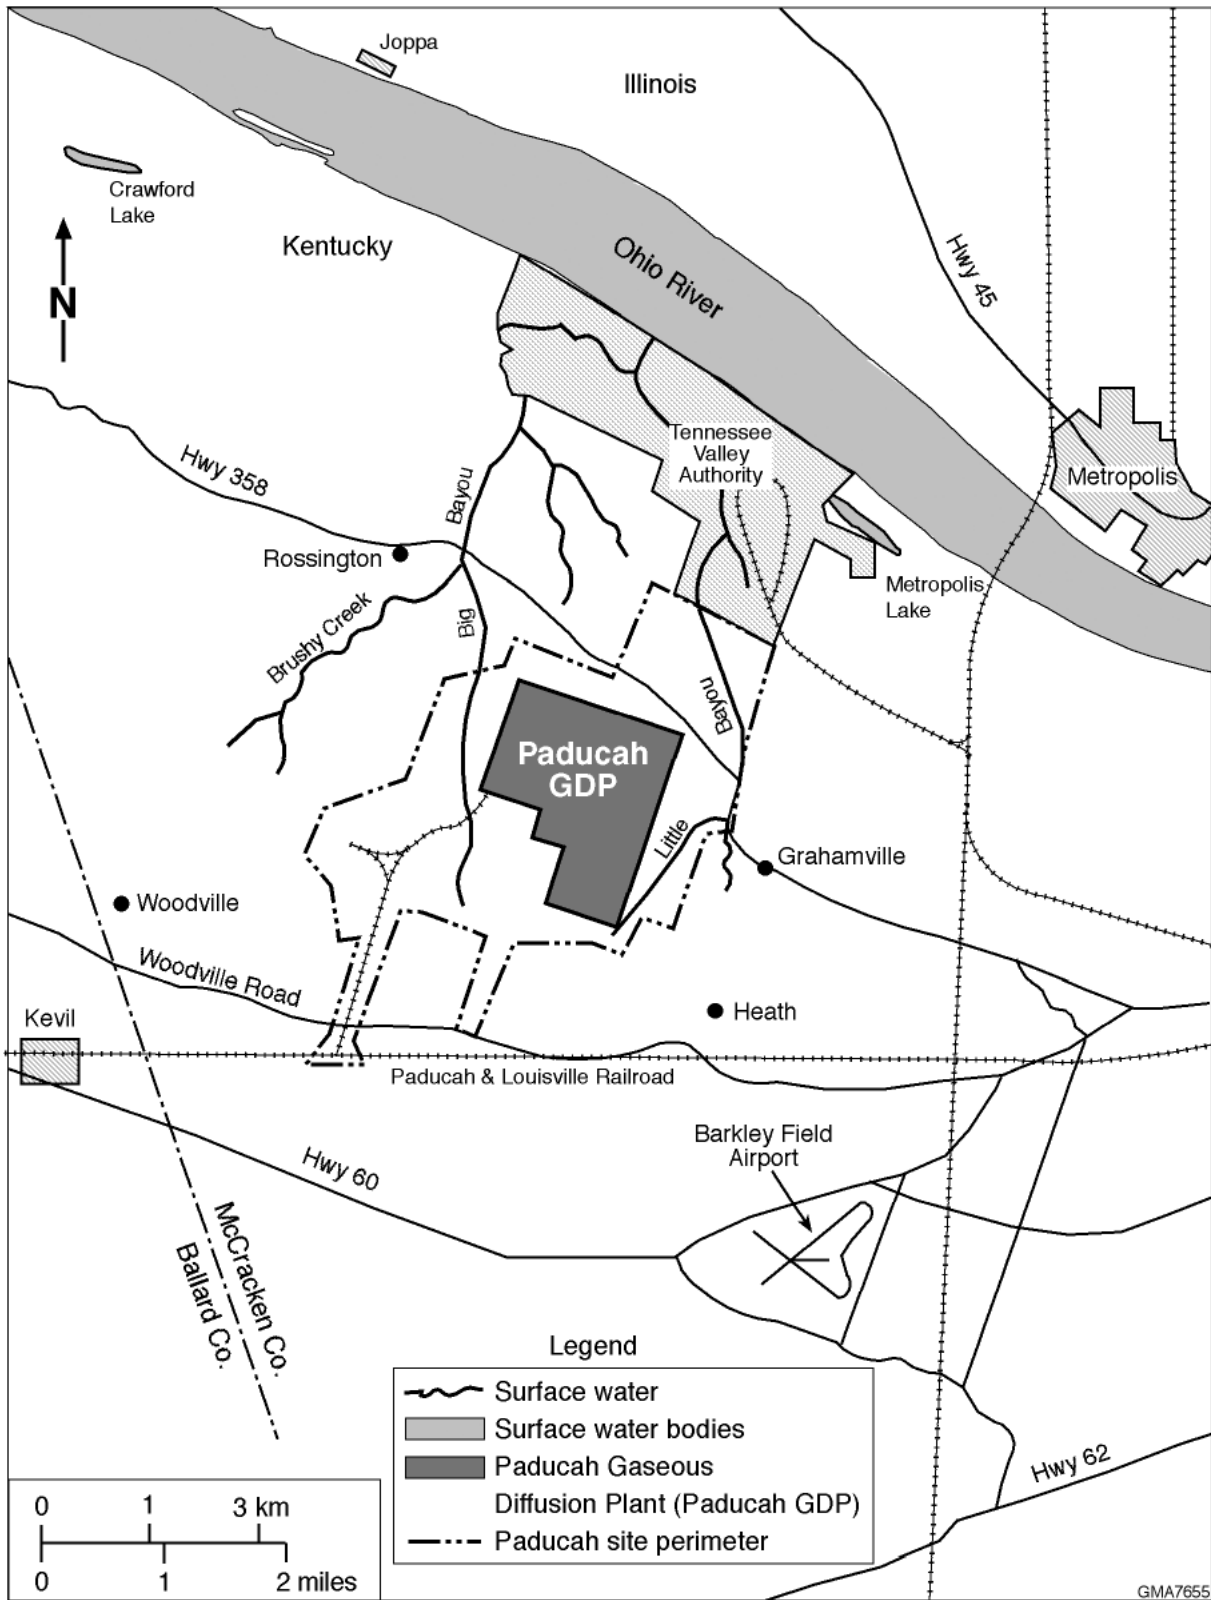 Joppa
Illinois
Crawford
Lake
Kentucky
N
Ohio River
Hwy 45
Hwy 358
Tennessee
Valley
Authority
Metropolis
Bayou
Rossington
Metropolis
Lake
Brushy Creek
Big
Bayou
Paducah
GDP
Little
Grahamville
Woodville
Woodville Road
Heath
Kevil
Paducah & Louisville Railroad
Barkley Field
Airport
Hwy 60
McCracken Co.
Ballard Co.
Legend
Surface water
Surface water bodies
Paducah Gaseous
Diffusion Plant (Paducah GDP)
Paducah site perimeter
Hwy 62
0 1 3 km
0 1 2 miles
GMA7655